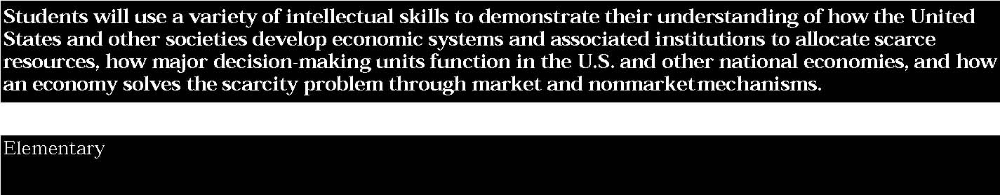 Students will use a variety of intellectual skills to demonstrate their understanding of how the United
States and other societies develop economic systems and associated institutions to allocate scarce
resources, how major decision-making units function in the U.S. and other national economies, and how
an economy solves the scarcity problem through market and nonmarket mechanisms.
Elementary